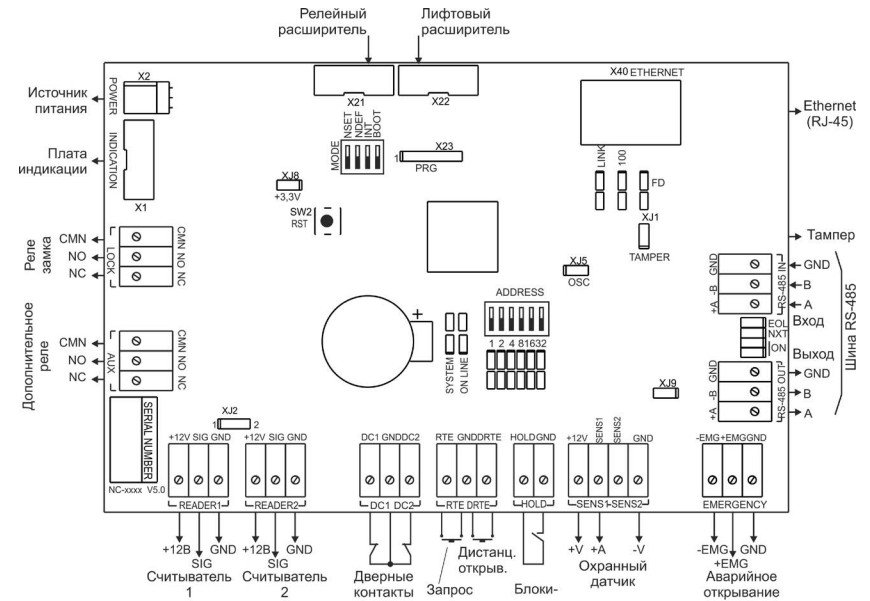 Релейный
расширитель
Лифтовый
расширитель
X2
POWER
Источник
питания
X21
X22
X40 ETHERNET
Ethernet
(RJ-45)
INDICATION
Плата
индикации
X1
MODE
NSET
NDEF
INT
BOOT
X23
1
PRG
LINK
100
FD
XJ8
+3,3V
SW2
RST
XJ1
TAMPER
Тампер
Реле
замка
CMN
NO
NC
LOCK
CMN NO NC
XJ5
OSC
GND
-B
+A
RS-485 IN
GND
B
A
Вход
Шина RS-485
EOL
NXT
ON
Выход
ADDRESS
1 2 4 8 16 32
+
SYSTEM
ON LINE
Дополнительное
реле
CMN
NO
NC
AUX
CMN NO NC
GND
-B
+A
RS-485 OUT
GND
B
A
XJ9
SERIAL NUMBER
NC-xxxx V5.0
XJ2
1 2
+12V SIG GND
+12V SIG GND
DC1 GND DC2
RTE GND DRTE
HOLD GND
+12V SENS1 SENS2 GND
-EMG +EMG GND
READER1
READER2
DC1 DC2
RTE DRTE
HOLD
SENS1 SENS2
EMERGENCY
+12В SIG GND
Считыватель
1
+12В SIG GND
Считыватель
2
Дверные
контакты
Запрос
Дистанц.
открыв.
Блоки-
+V +A -V
Охранный
датчик
-EMG +EMG GND
Аварийное
открывание